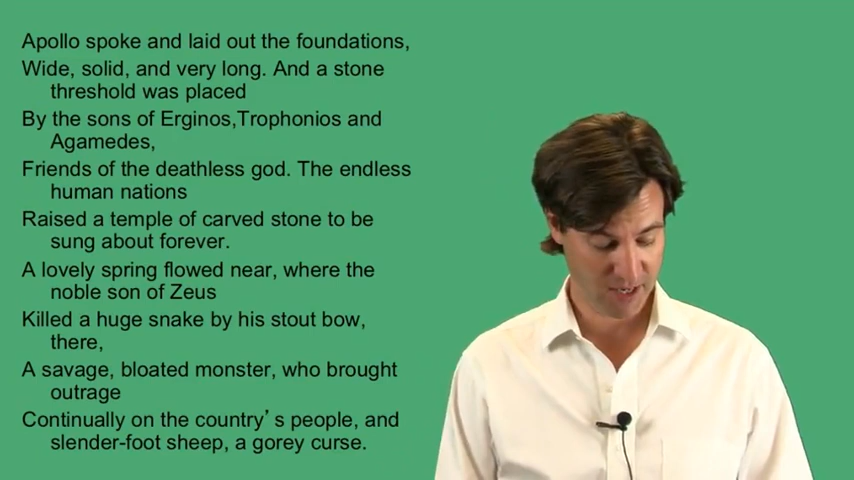 Apollo spoke and laid out the foundations,
Wide, solid, and very long. And a stone
threshold was placed
By the sons of Erginos,Trophonios and
Agamedes,
Friends of the deathless god. The endless
human nations
Raised a temple of carved stone to be
sung about forever.
A lovely spring flowed near, where the
noble son of Zeus
Killed a huge snake by his stout bow,
there,
A savage, bloated monster, who brought
outrage
Continually on the country’s people, and
slender-foot sheep, a gorey curse.